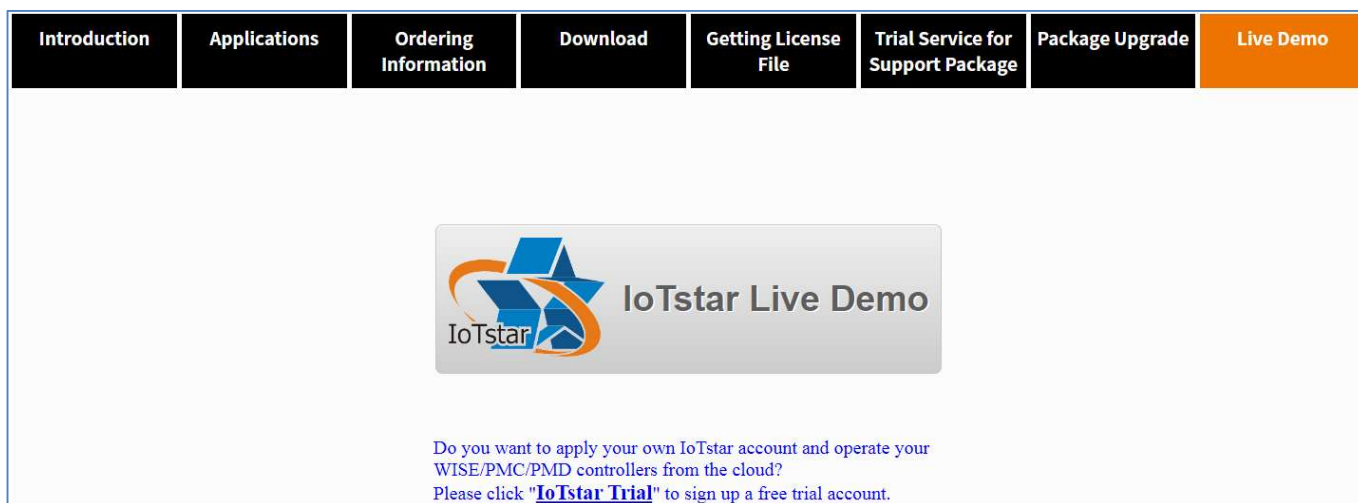 Introduction
Applications
Ordering
Information
Download
Getting License
File
Trial Service for
Support Package
Package Upgrade
Live Demo
IoTstar
IoTstar Live Demo
Do you want to apply your own IoTstar account and operate your
WISE/PMC/PMD controllers from the cloud?
Please click "IoTstar Trial" to sign up a free trial account.